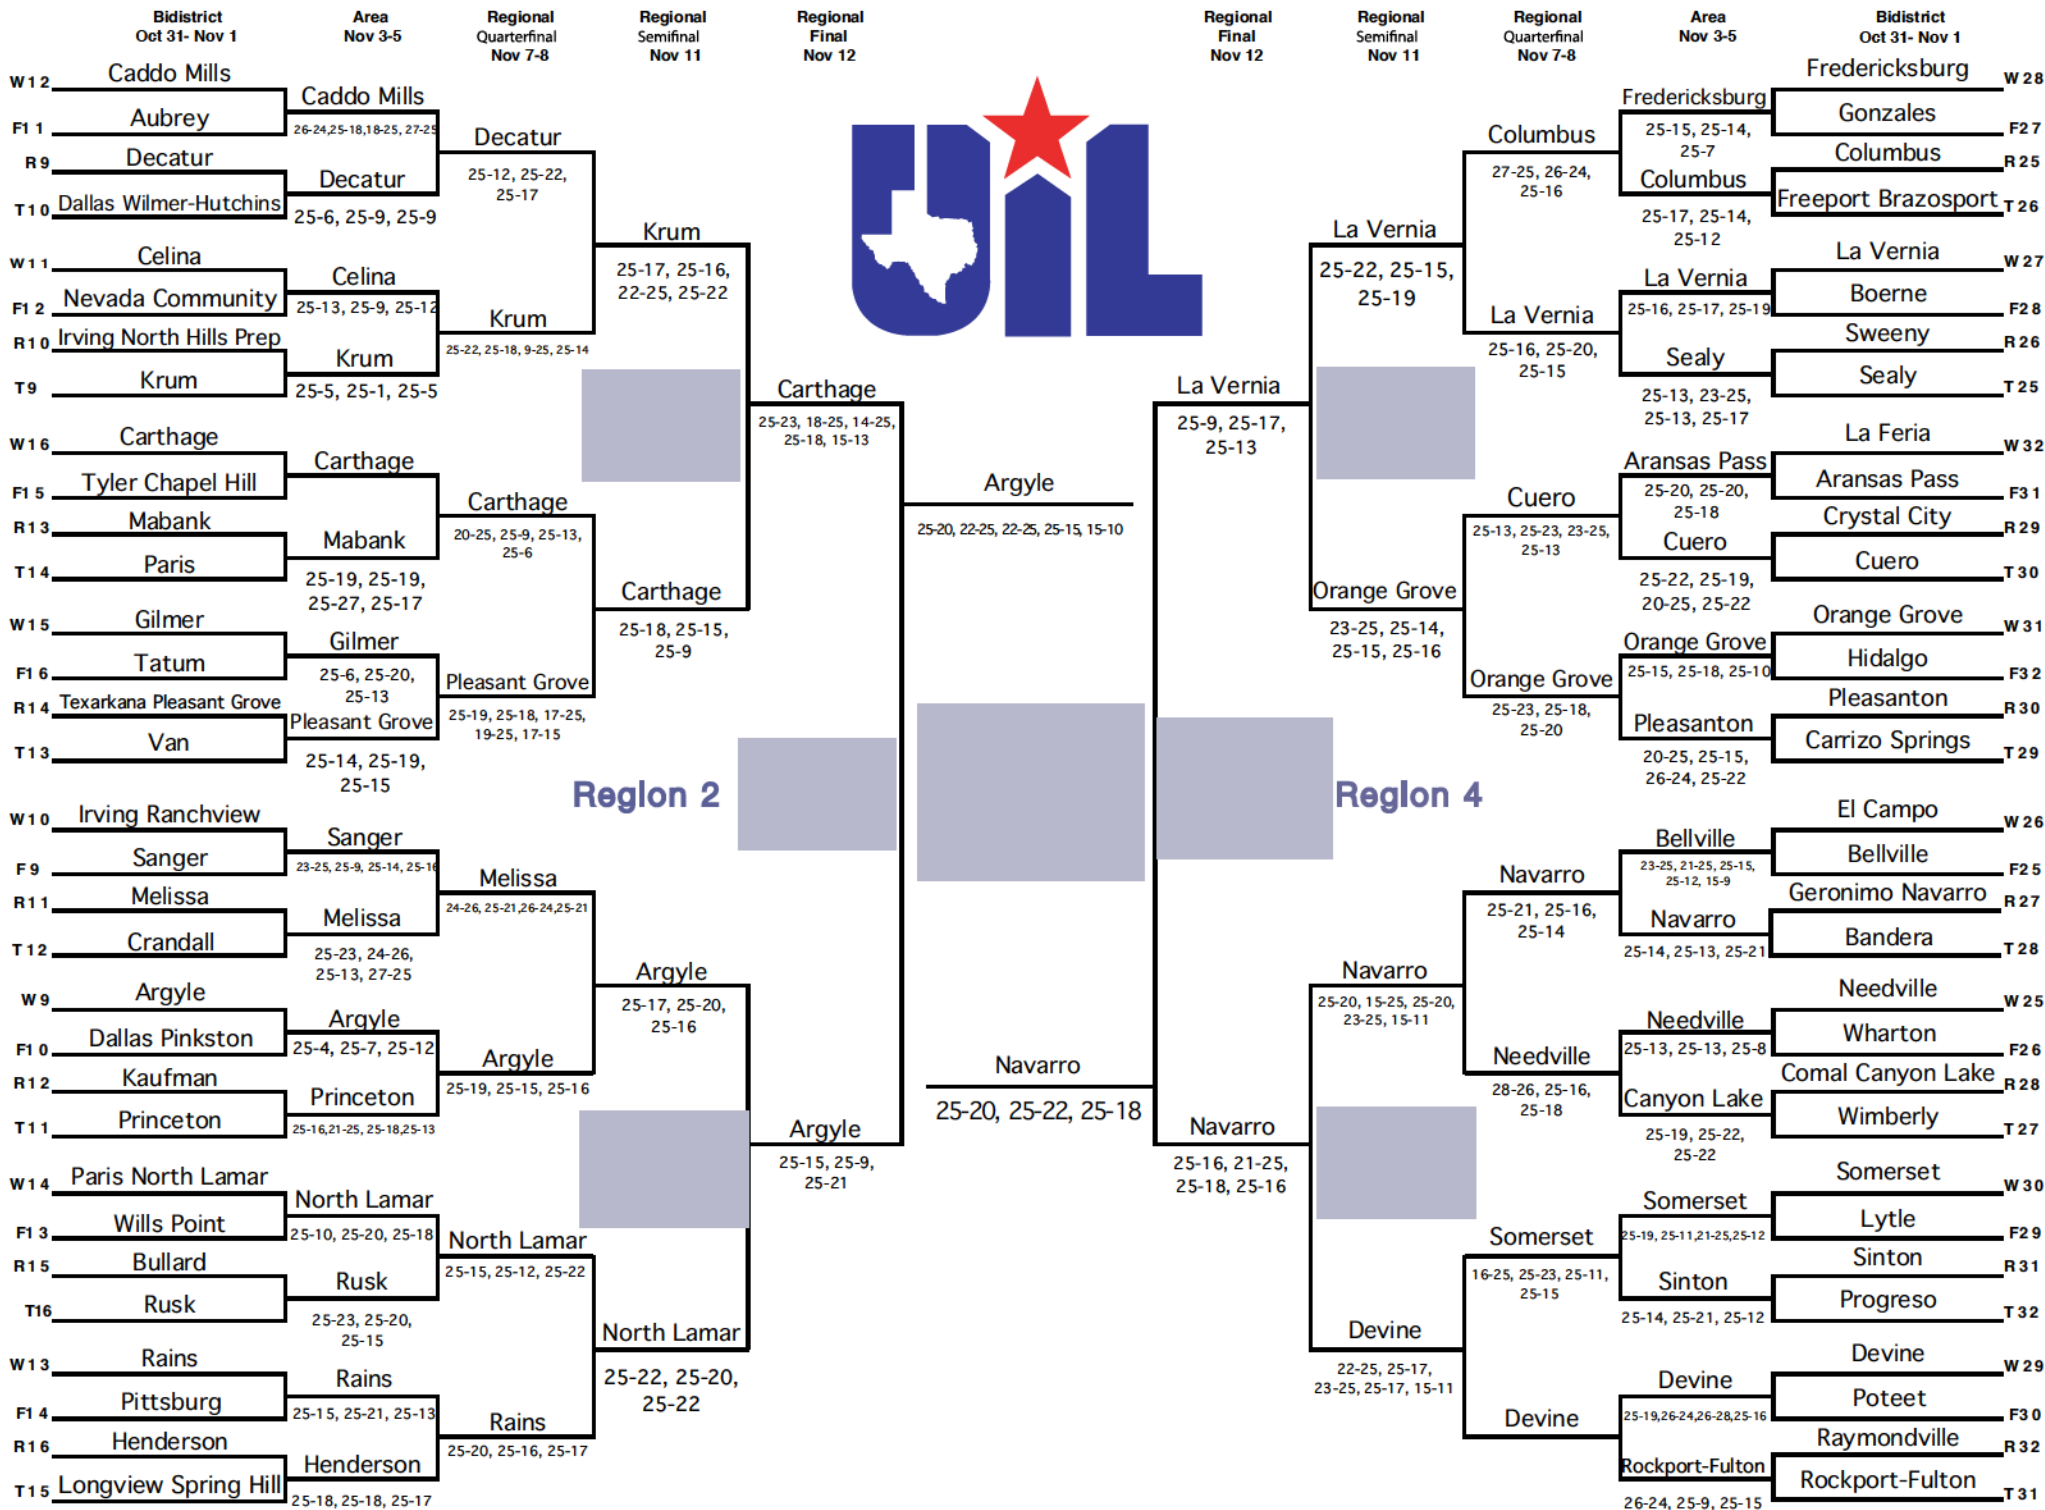 Bidistrict
Oct 31- Nov 1
Area
Nov 3-5
Regional
Quarterfinal
Nov 7-8
Regional
Semifinal
Nov 11
Regional
Final
Nov 12
Regional
Final
Nov 12
Regional
Semifinal
Nov 11
Regional
Quarterfinal
Nov 7-8
Area
Nov 3-5
Bidistrict
Oct 31- Nov 1
W12 Caddo Mills
F11 Aubrey
R9 Decatur
T10 Dallas Wilmer-Hutchins
W11 Celina
F12 Nevada Community
R10 Irving North Hills Prep
T9 Krum
W16 Carthage
F15 Tyler Chapel Hill
R13 Mabank
T14 Paris
W15 Gilmer
F16 Tatum
R14 Texarkana Pleasant Grove
T13 Van
W10 Irving Ranchview
F9 Sanger
R11 Melissa
T12 Crandall
W9 Argyle
F10 Dallas Pinkston
R12 Kaufman
T11 Princeton
W14 Paris North Lamar
F13 Wills Point
R15 Bullard
T16 Rusk
W13 Rains
F14 Pittsburg
R16 Henderson
T15 Longview Spring Hill
Caddo Mills
26-24,25-18,18-25, 27-25
Decatur
25-6, 25-9, 25-9
Celina
25-13, 25-9, 25-12
Krum
25-5, 25-1, 25-5
Carthage
Mabank
25-19, 25-19,
25-27, 25-17
Gilmer
25-6, 25-20,
25-13
Pleasant Grove
25-14, 25-19,
25-15
Sanger
23-25, 25-9, 25-14, 25-16
Melissa
25-23, 24-26,
25-13, 27-25
Argyle
25-4, 25-7, 25-12
Princeton
25-16,21-25, 25-18,25-13
North Lamar
25-10, 25-20, 25-18
Rusk
25-23, 25-20,
25-15
Rains
25-15, 25-21, 25-13
Henderson
25-18, 25-18, 25-17
Decatur
25-12, 25-22,
25-17
Krum
25-22, 25-18, 9-25, 25-14
Carthage
20-25, 25-9, 25-13,
25-6
Pleasant Grove
25-19, 25-18, 17-25,
19-25, 17-15
Melissa
24-26, 25-21,26-24,25-21
Argyle
25-19, 25-15, 25-16
North Lamar
25-15, 25-12, 25-22
Rains
25-20, 25-16, 25-17
Krum
25-17, 25-16,
22-25, 25-22
Carthage
25-18, 25-15,
25-9
Region 2
Argyle
25-17, 25-20,
25-16
North Lamar
25-22, 25-20,
25-22
Carthage
25-23, 18-25, 14-25,
25-18, 15-13
Argyle
25-15, 25-9,
25-21
UIL
Argyle
25-20, 22-25, 22-25, 25-15, 15-10
Navarro
25-20, 25-22, 25-18
La Vernia
25-9, 25-17,
25-13
Navarro
25-16, 21-25,
25-18, 25-16
La Vernia
25-22, 25-15,
25-19
Orange Grove
23-25, 25-14,
25-15, 25-16
Region 4
Navarro
25-20, 15-25, 25-20,
23-25, 15-11
Devine
22-25, 25-17,
23-25, 25-17, 15-11
Columbus
27-25, 26-24,
25-16
La Vernia
25-16, 25-20,
25-15
Cuero
25-13, 25-23, 23-25,
25-13
Orange Grove
25-23, 25-18,
25-20
Navarro
25-21, 25-16,
25-14
Needville
28-26, 25-16,
25-18
Somerset
16-25, 25-23, 25-11,
25-15
Devine
Fredericksburg
25-15, 25-14,
25-7
Columbus
25-17, 25-14,
25-12
La Vernia
25-16, 25-17, 25-19
Sealy
25-13, 23-25,
25-13, 25-17
Aransas Pass
25-20, 25-20,
25-18
Cuero
25-22, 25-19,
20-25, 25-22
Orange Grove
25-15, 25-18, 25-10
Pleasanton
20-25, 25-15,
26-24, 25-22
Bellville
23-25, 21-25, 25-15,
25-12, 15-9
Navarro
25-14, 25-13, 25-21
Needville
25-13, 25-13, 25-8
Canyon Lake
25-19, 25-22,
25-22
Somerset
25-19, 25-11,21-25,25-12
Sinton
25-14, 25-21, 25-12
Devine
25-19,26-24,26-28,25-16
Rockport-Fulton
26-24, 25-9, 25-15
Fredericksburg W28
Gonzales F27
Columbus R25
Freeport Brazosport T26
La Vernia W27
Boerne F28
Sweeny R26
Sealy T25
La Feria W32
Aransas Pass F31
Crystal City R29
Cuero T30
Orange Grove W31
Hidalgo F32
Pleasanton R30
Carrizo Springs T29
El Campo W26
Bellville F25
Geronimo Navarro R27
Bandera T28
Needville W25
Wharton F26
Comal Canyon Lake R28
Wimberly T27
Somerset W30
Lytle F29
Sinton R31
Progreso T32
Devine W29
Poteet F30
Raymondville R32
Rockport-Fulton T31